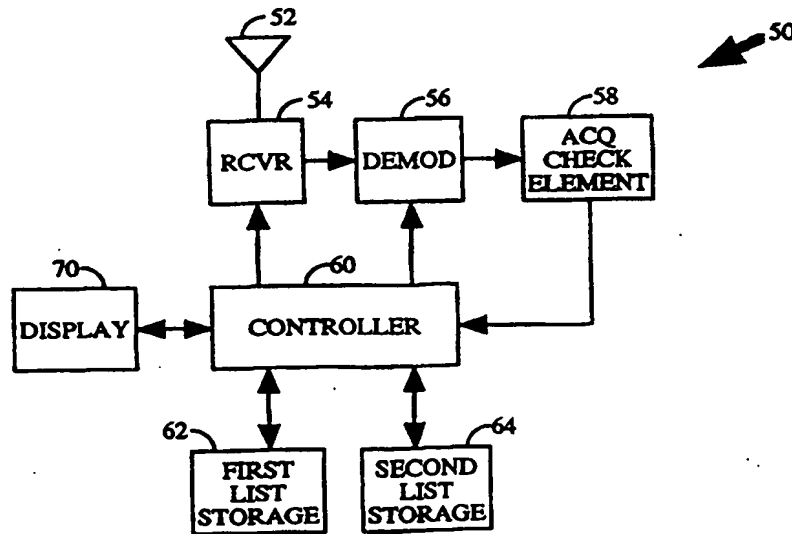 52
50
54
56
58
RCVR
DEMOD
ACQ
CHECK
ELEMENT
70
60
DISPLAY
CONTROLLER
62
64
FIRST
LIST
STORAGE
SECOND
LIST
STORAGE